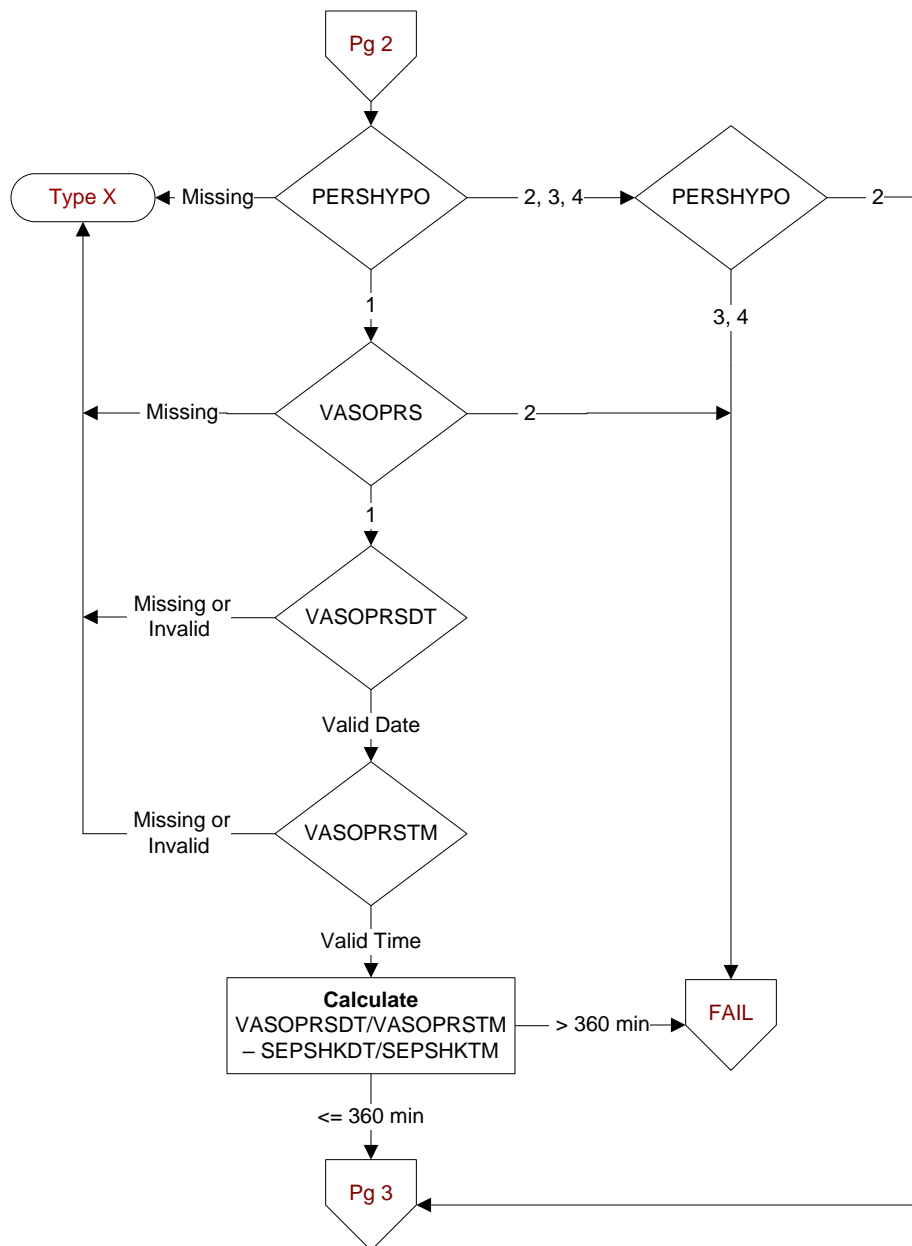 Pg 2
Type X
Missing
PERSHYPO
2, 3, 4
PERSHYPO
2
1
3, 4
Missing
VASOPRS
2
1
Missing or
Invalid
VASOPRSDT
Valid Date
Missing or
Invalid
VASOPRSTM
Valid Time
Calculate
VASOPRSDT/VASOPRSTM
– SEPSHKDT/SEPSHKTM
> 360 min
FAIL
<= 360 min
Pg 3